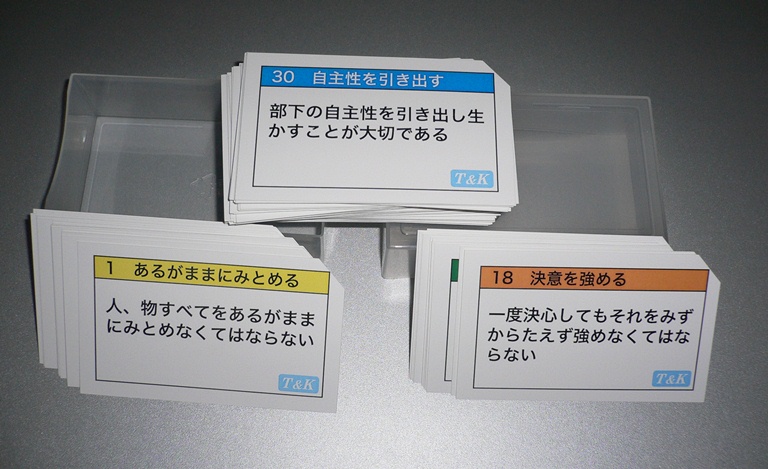 30 自主性を引き出す
部下の自主性を引き出し生
かすことが大切である
T&K
1 あるがままにみとめる
人、物すべてをあるがまま
にみとめなくてはならない
T&K
18 決意を強める
一度決心してもそれをみず
からたえず強めなくてはな
らない
T&K